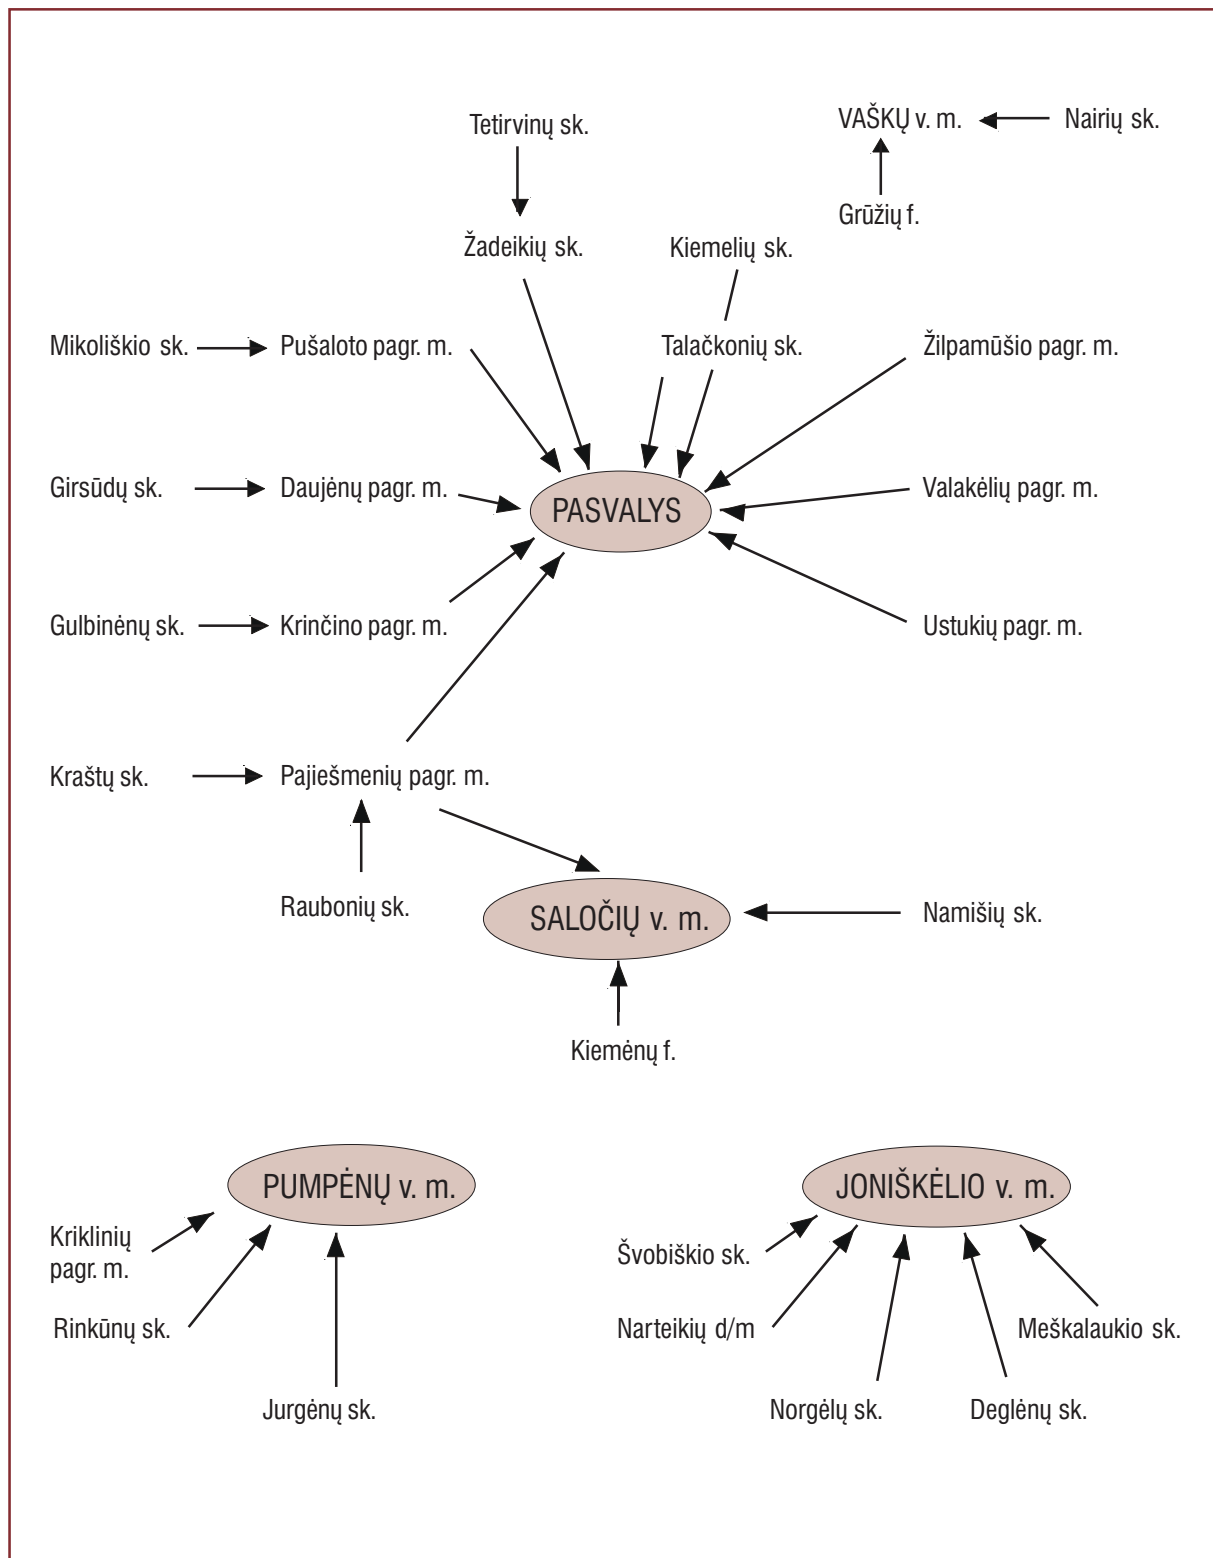 Tetirvinų sk.
VAŠKŲ v. m.
Nairių sk.
Grūžių f.
Žadeikių sk.
Kiemelių sk.
Mikoliškio sk.
Pušaloto pagr. m.
Talačkonių sk.
Žilpamūšio pagr. m.
Girsūdų sk.
Daujėnų pagr. m.
PASVALYS
Valakėlių pagr. m.
Gulbinėnų sk.
Krinčino pagr. m.
Ustukių pagr. m.
Kraštų sk.
Pajiešmenių pagr. m.
Raubonių sk.
SALOČIŲ v. m.
Namišių sk.
Kiemėnų f.
PUMPĖNŲ v. m.
Kriklinių
pagr. m.
Rinkūnų sk.
Jurgėnų sk.
JONIŠKĖLIO v. m.
Švobiškio sk.
Narteikių d/m
Meškalaukio sk.
Norgėlų sk.
Deglėnų sk.